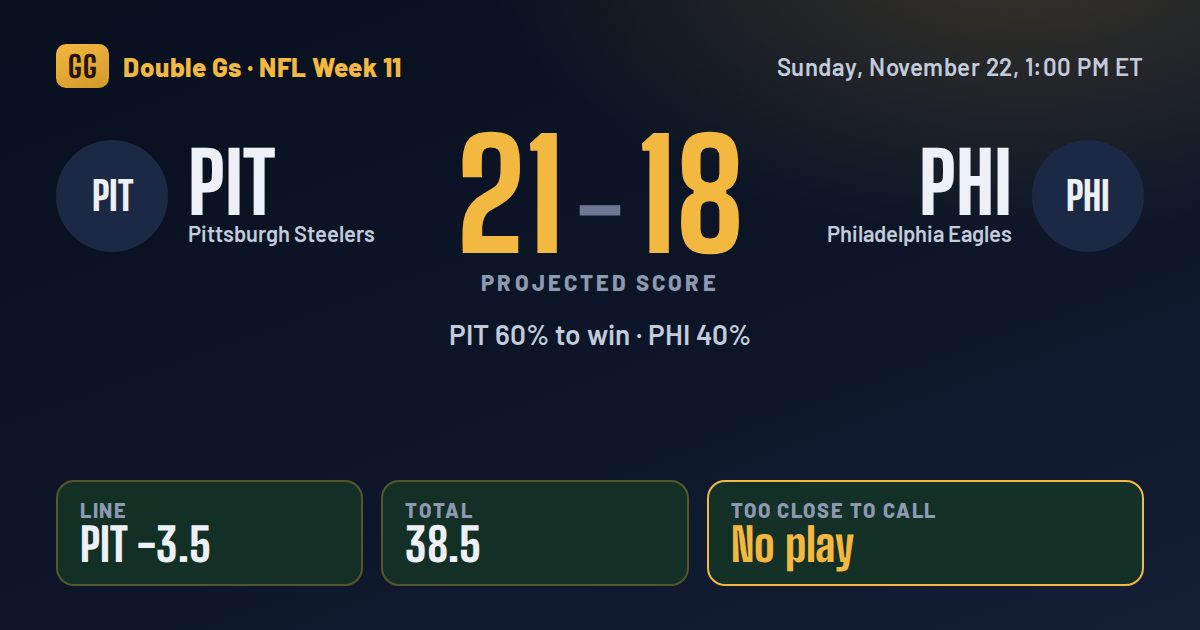 GG Double Gs · NFL Week 11
Sunday, November 22, 1:00 PM ET
PIT
PIT
Pittsburgh Steelers
21 – 18
PROJECTED SCORE
PIT 60% to win · PHI 40%
PHI
Philadelphia Eagles
PHI
LINE
PIT −3.5
TOTAL
38.5
TOO CLOSE TO CALL
No play